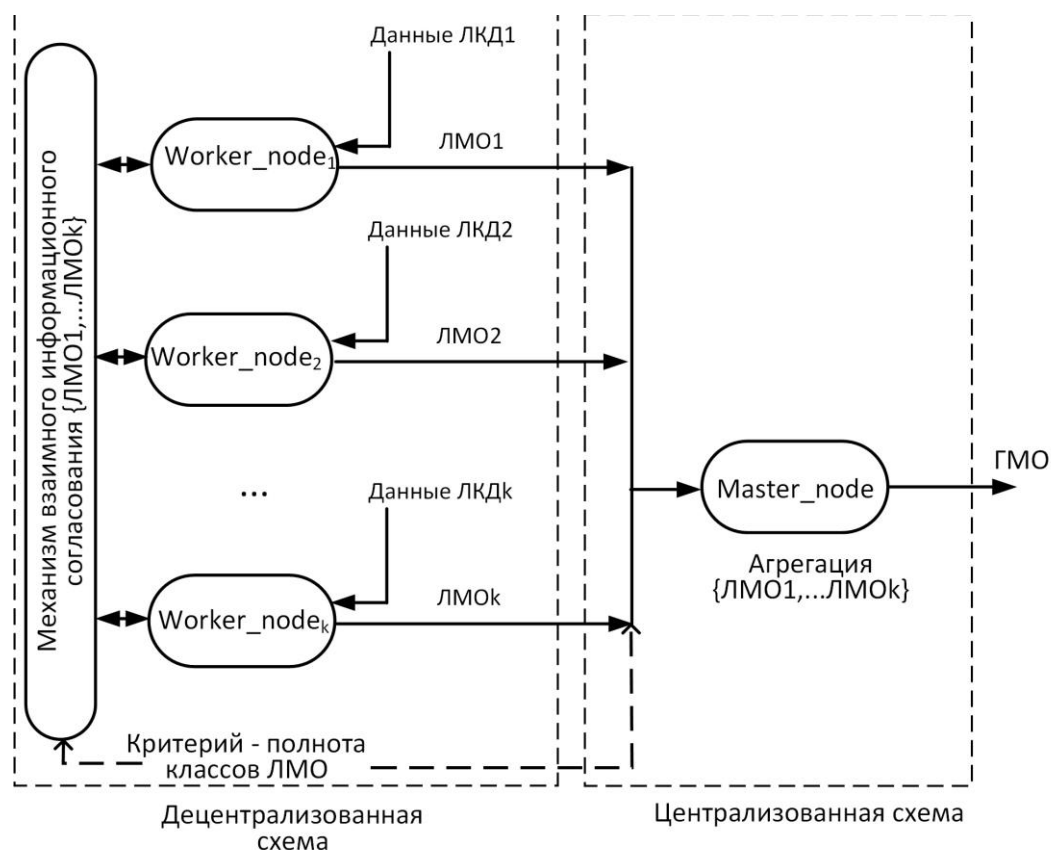 Данные ЛКД1
Worker_node1
ЛМО1
Данные ЛКД2
Worker_node2
ЛМО2
...
Данные ЛКДk
Worker_nodek
ЛМОk
Механизм взаимного информационного
согласования {ЛМО1,...ЛМОk}
Критерий - полнота
классов ЛМО
Децентрализованная
схема
Master_node
Агрегация
{ЛМО1,...ЛМОk}
ГМО
Централизованная схема